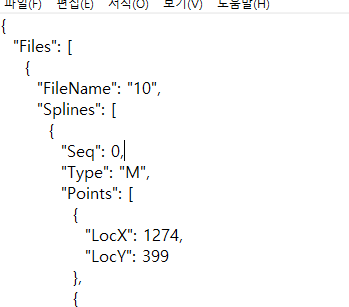 파일(F) 편집(E) 서식(O) 보기(V) 도움말(H)
{
"Files": [
{
"FileName": "10",
"Splines": [
{
"Seq": 0,
"Type": "M",
"Points": [
{
"LocX": 1274,
"LocY": 399
},
{